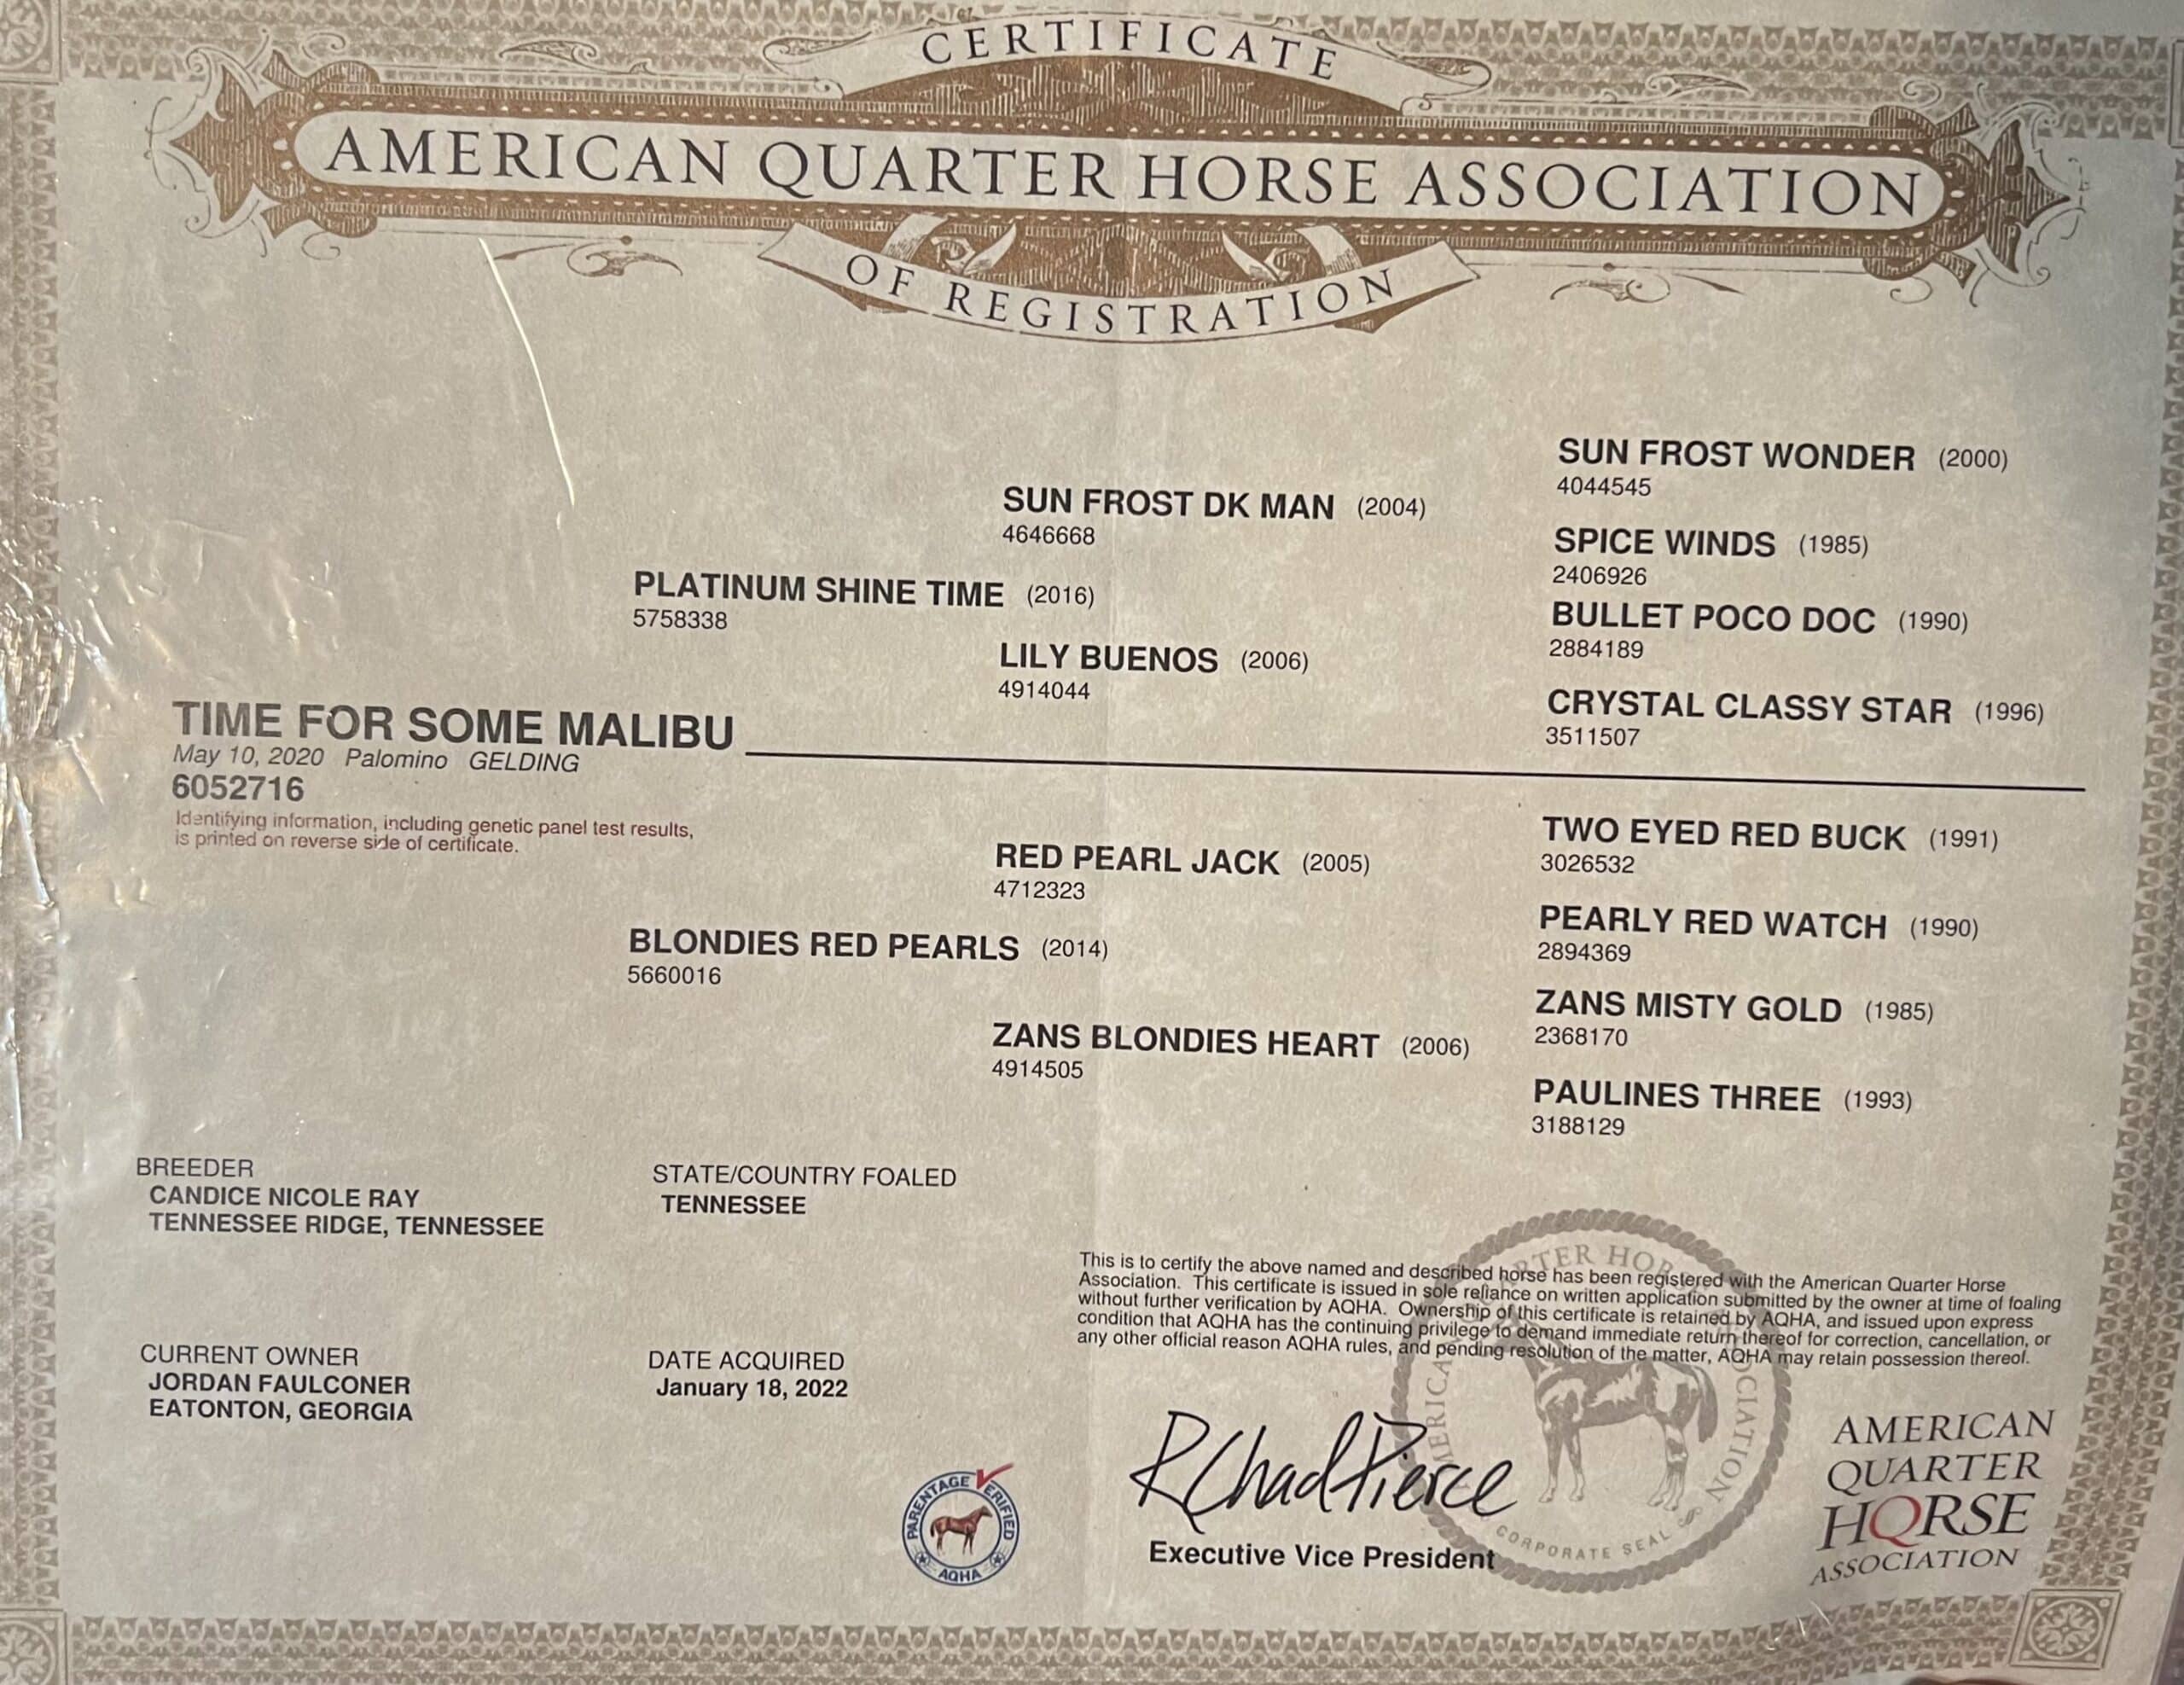 CERTIFICATE
AMERICAN QUARTER HORSE ASSOCIATION
OF REGISTRATION
SUN FROST WONDER (2000)
4044545
SUN FROST DK MAN (2004)
4646668
SPICE WINDS (1985)
2406926
PLATINUM SHINE TIME (2016)
5758338
BULLET POCO DOC (1990)
2884189
LILY BUENOS (2006)
4914044
CRYSTAL CLASSY STAR (1996)
3511507
TIME FOR SOME MALIBU
May 10, 2020 Palomino GELDING
6052716
Identifying information, including genetic panel test results,
is printed on reverse side of certificate.
TWO EYED RED BUCK (1991)
3026532
RED PEARL JACK (2005)
4712323
PEARLY RED WATCH (1990)
2894369
BLONDIES RED PEARLS (2014)
5660016
ZANS MISTY GOLD (1985)
2368170
ZANS BLONDIES HEART (2006)
4914505
PAULINES THREE (1993)
3188129
BREEDER
CANDICE NICOLE RAY
TENNESSEE RIDGE, TENNESSEE
STATE/COUNTRY FOALED
TENNESSEE
CURRENT OWNER
JORDAN FAULCONER
EATONTON, GEORGIA
DATE ACQUIRED
January 18, 2022
This is to certify the above named and described horse has been registered with the American Quarter Horse
Association. This certificate is issued in sole reliance on written application submitted by the owner at time of foaling
without further verification by AQHA. Ownership of this certificate is retained by AQHA, and issued upon express
condition that AQHA has the continuing privilege to demand immediate return thereof for correction, cancellation, or
any other official reason AQHA rules, and pending resolution of the matter, AQHA may retain possession thereof.
PARENTAGE VERIFIED
AQHA
R Chad Pierce
Executive Vice President
CORPORATE SEAL
AMERICAN
QUARTER
HORSE
ASSOCIATION